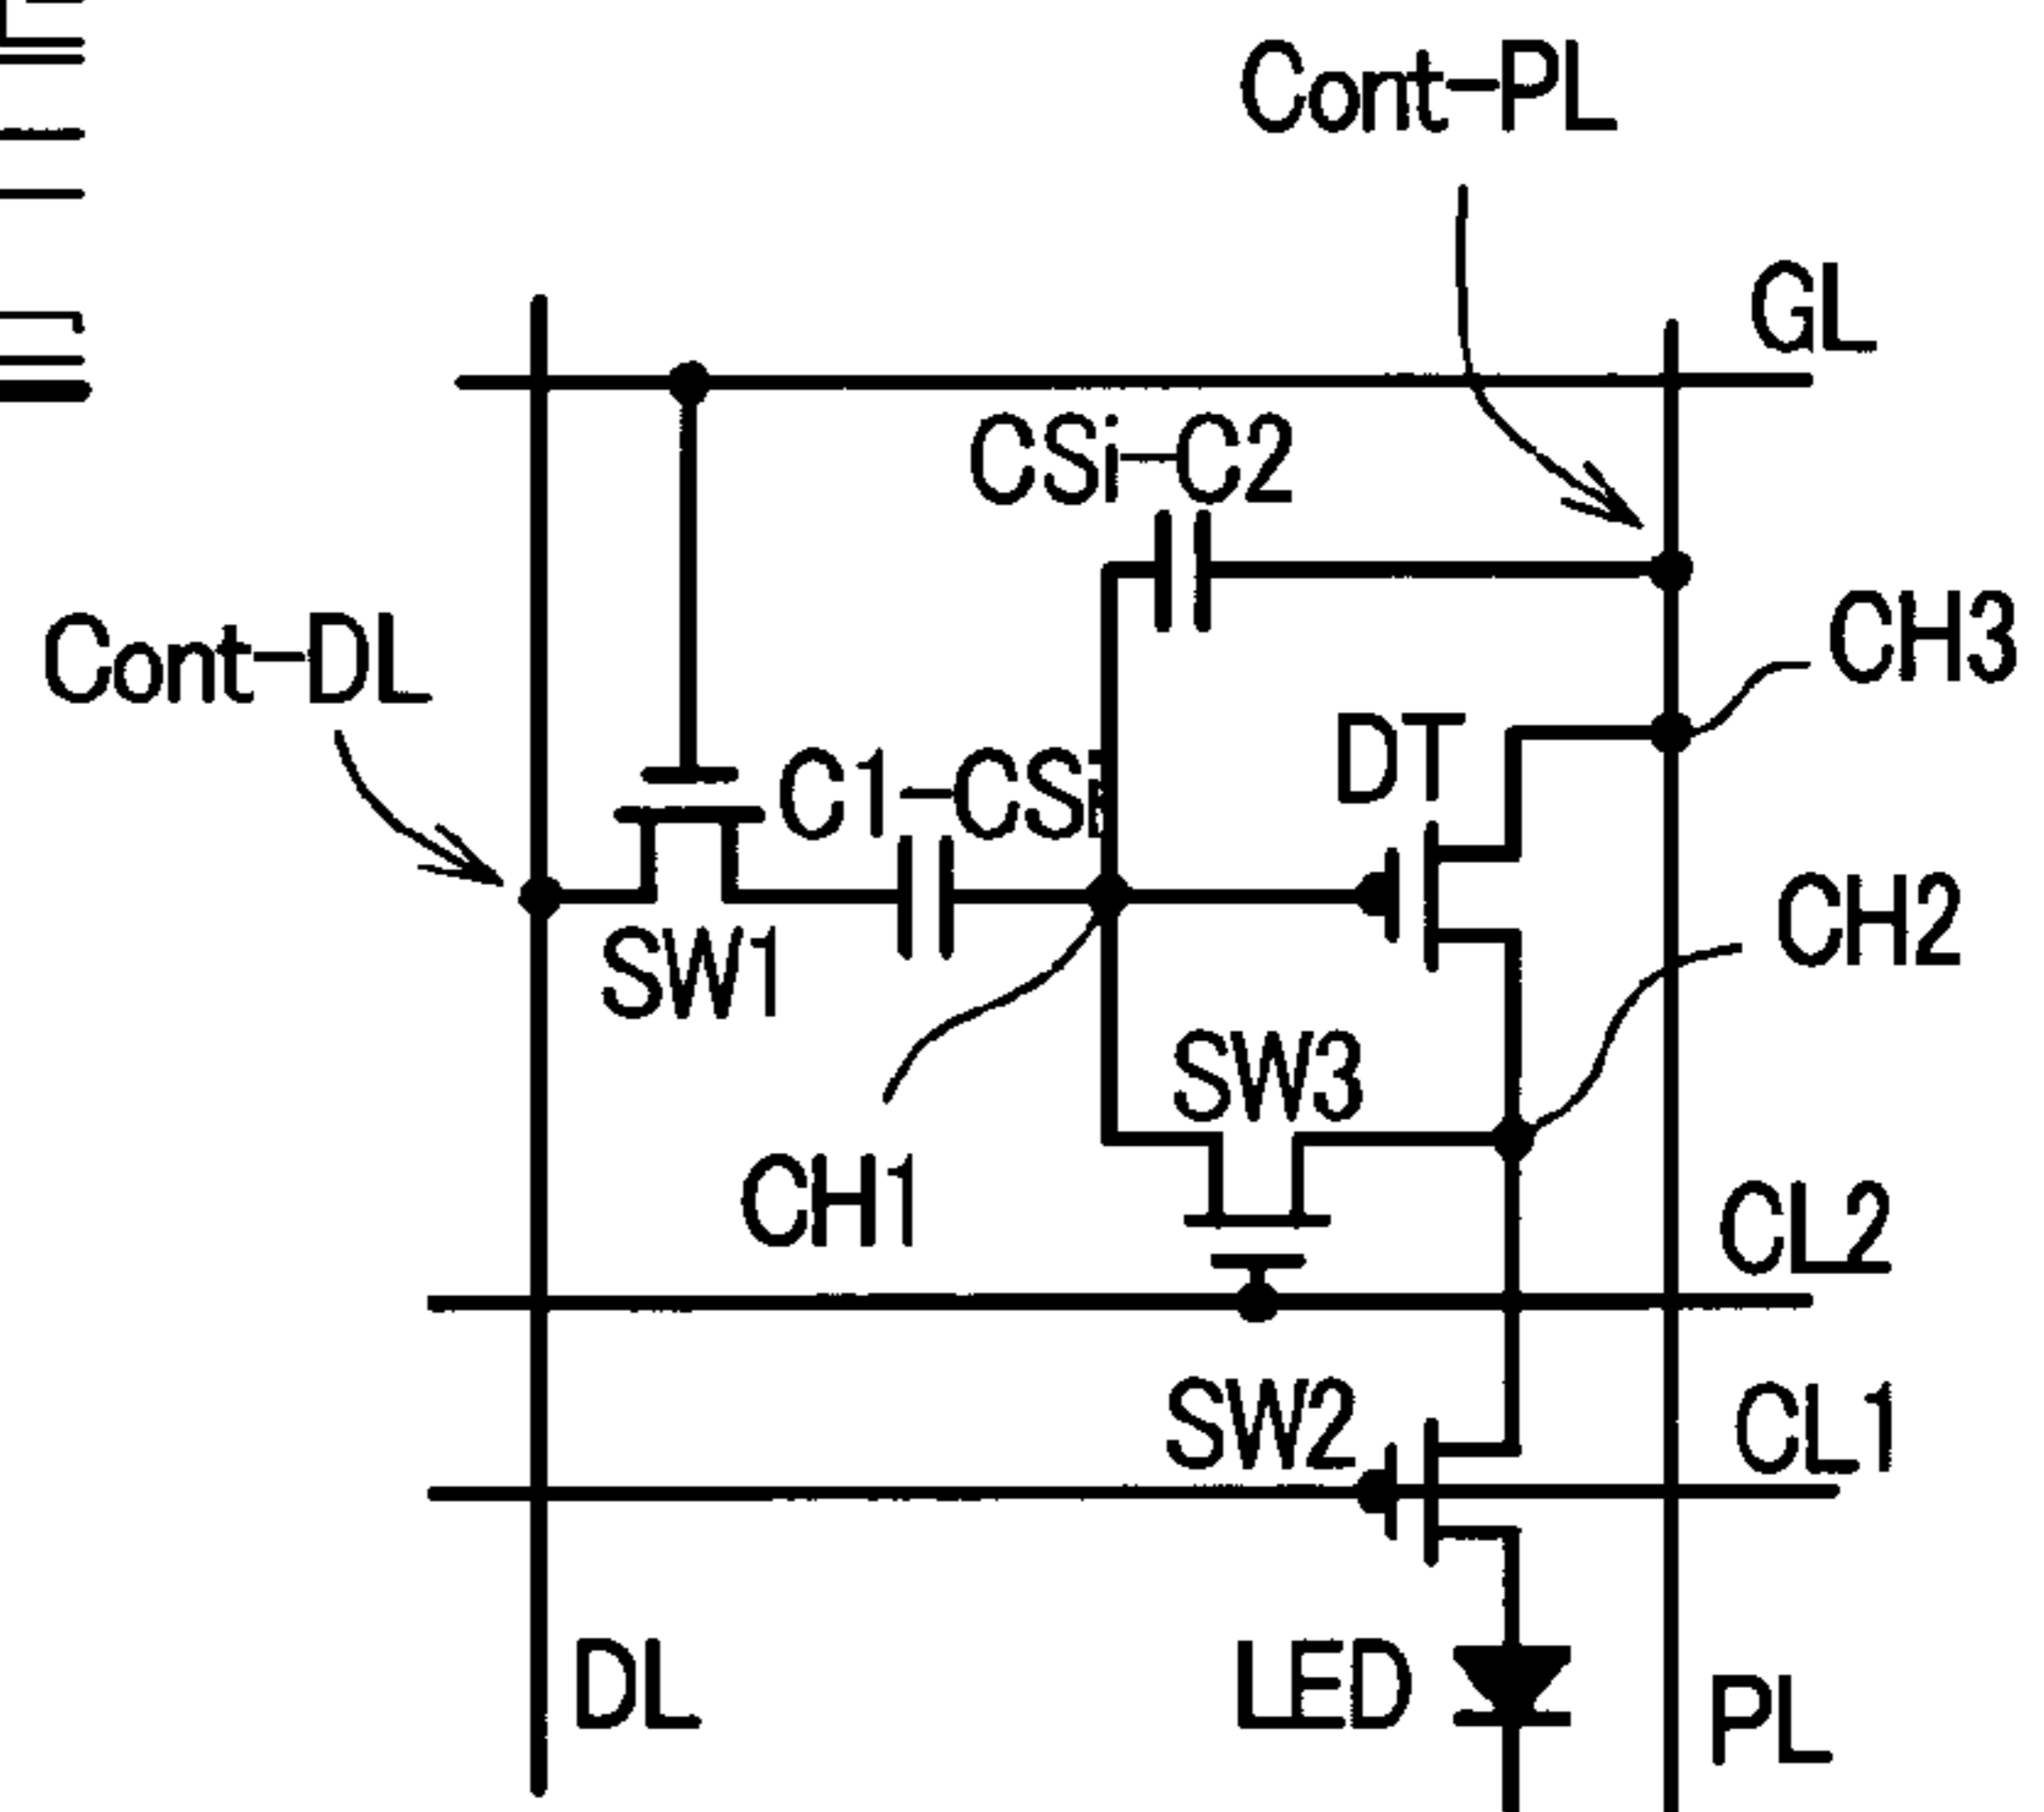 Cont-PL
GL
CSi-C2
Cont-DL
CH3
DT
C1-CSi
CH2
SW1
SW3
CH1
CL2
SW2
CL1
DL
LED
PL